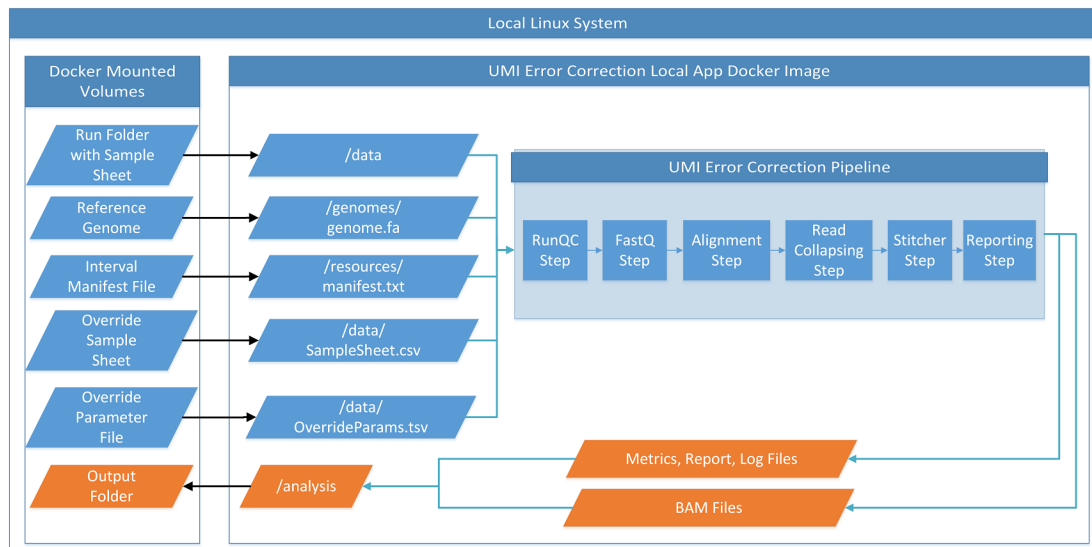 Local Linux System
Docker Mounted
Volumes
UMI Error Correction Local App Docker Image
Run Folder
with Sample
Sheet
/data
Reference
Genome
/genomes/
genome.fa
Interval
Manifest File
/resources/
manifest.txt
Override
Sample
Sheet
/data/
SampleSheet.csv
Override
Parameter
File
/data/
OverrideParams.tsv
Output
Folder
/analysis
UMI Error Correction Pipeline
RunQC
Step
FastQ
Step
Alignment
Step
Read
Collapsing
Step
Stitcher
Step
Reporting
Step
Metrics, Report, Log Files
BAM Files